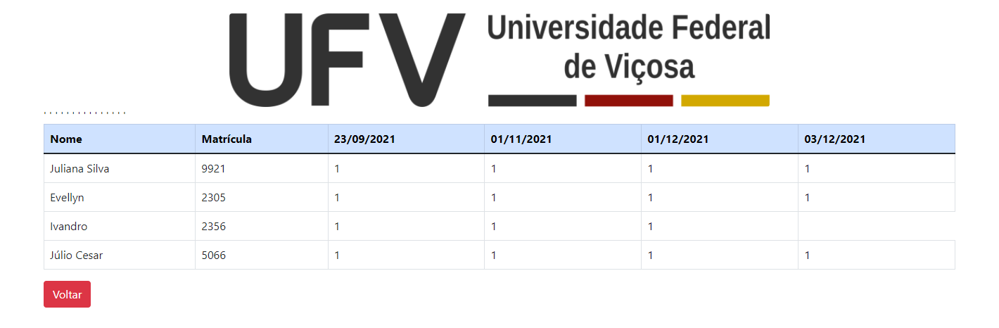 UFV Universidade Federal
de Viçosa
' ' ' ' ' ' ' ' ' ' ' ' ' ' '
Nome Matrícula 23/09/2021 01/11/2021 01/12/2021 03/12/2021
Juliana Silva 9921 1 1 1 1
Evellyn 2305 1 1 1 1
Ivandro 2356 1 1 1
Júlio Cesar 5066 1 1 1 1
Voltar